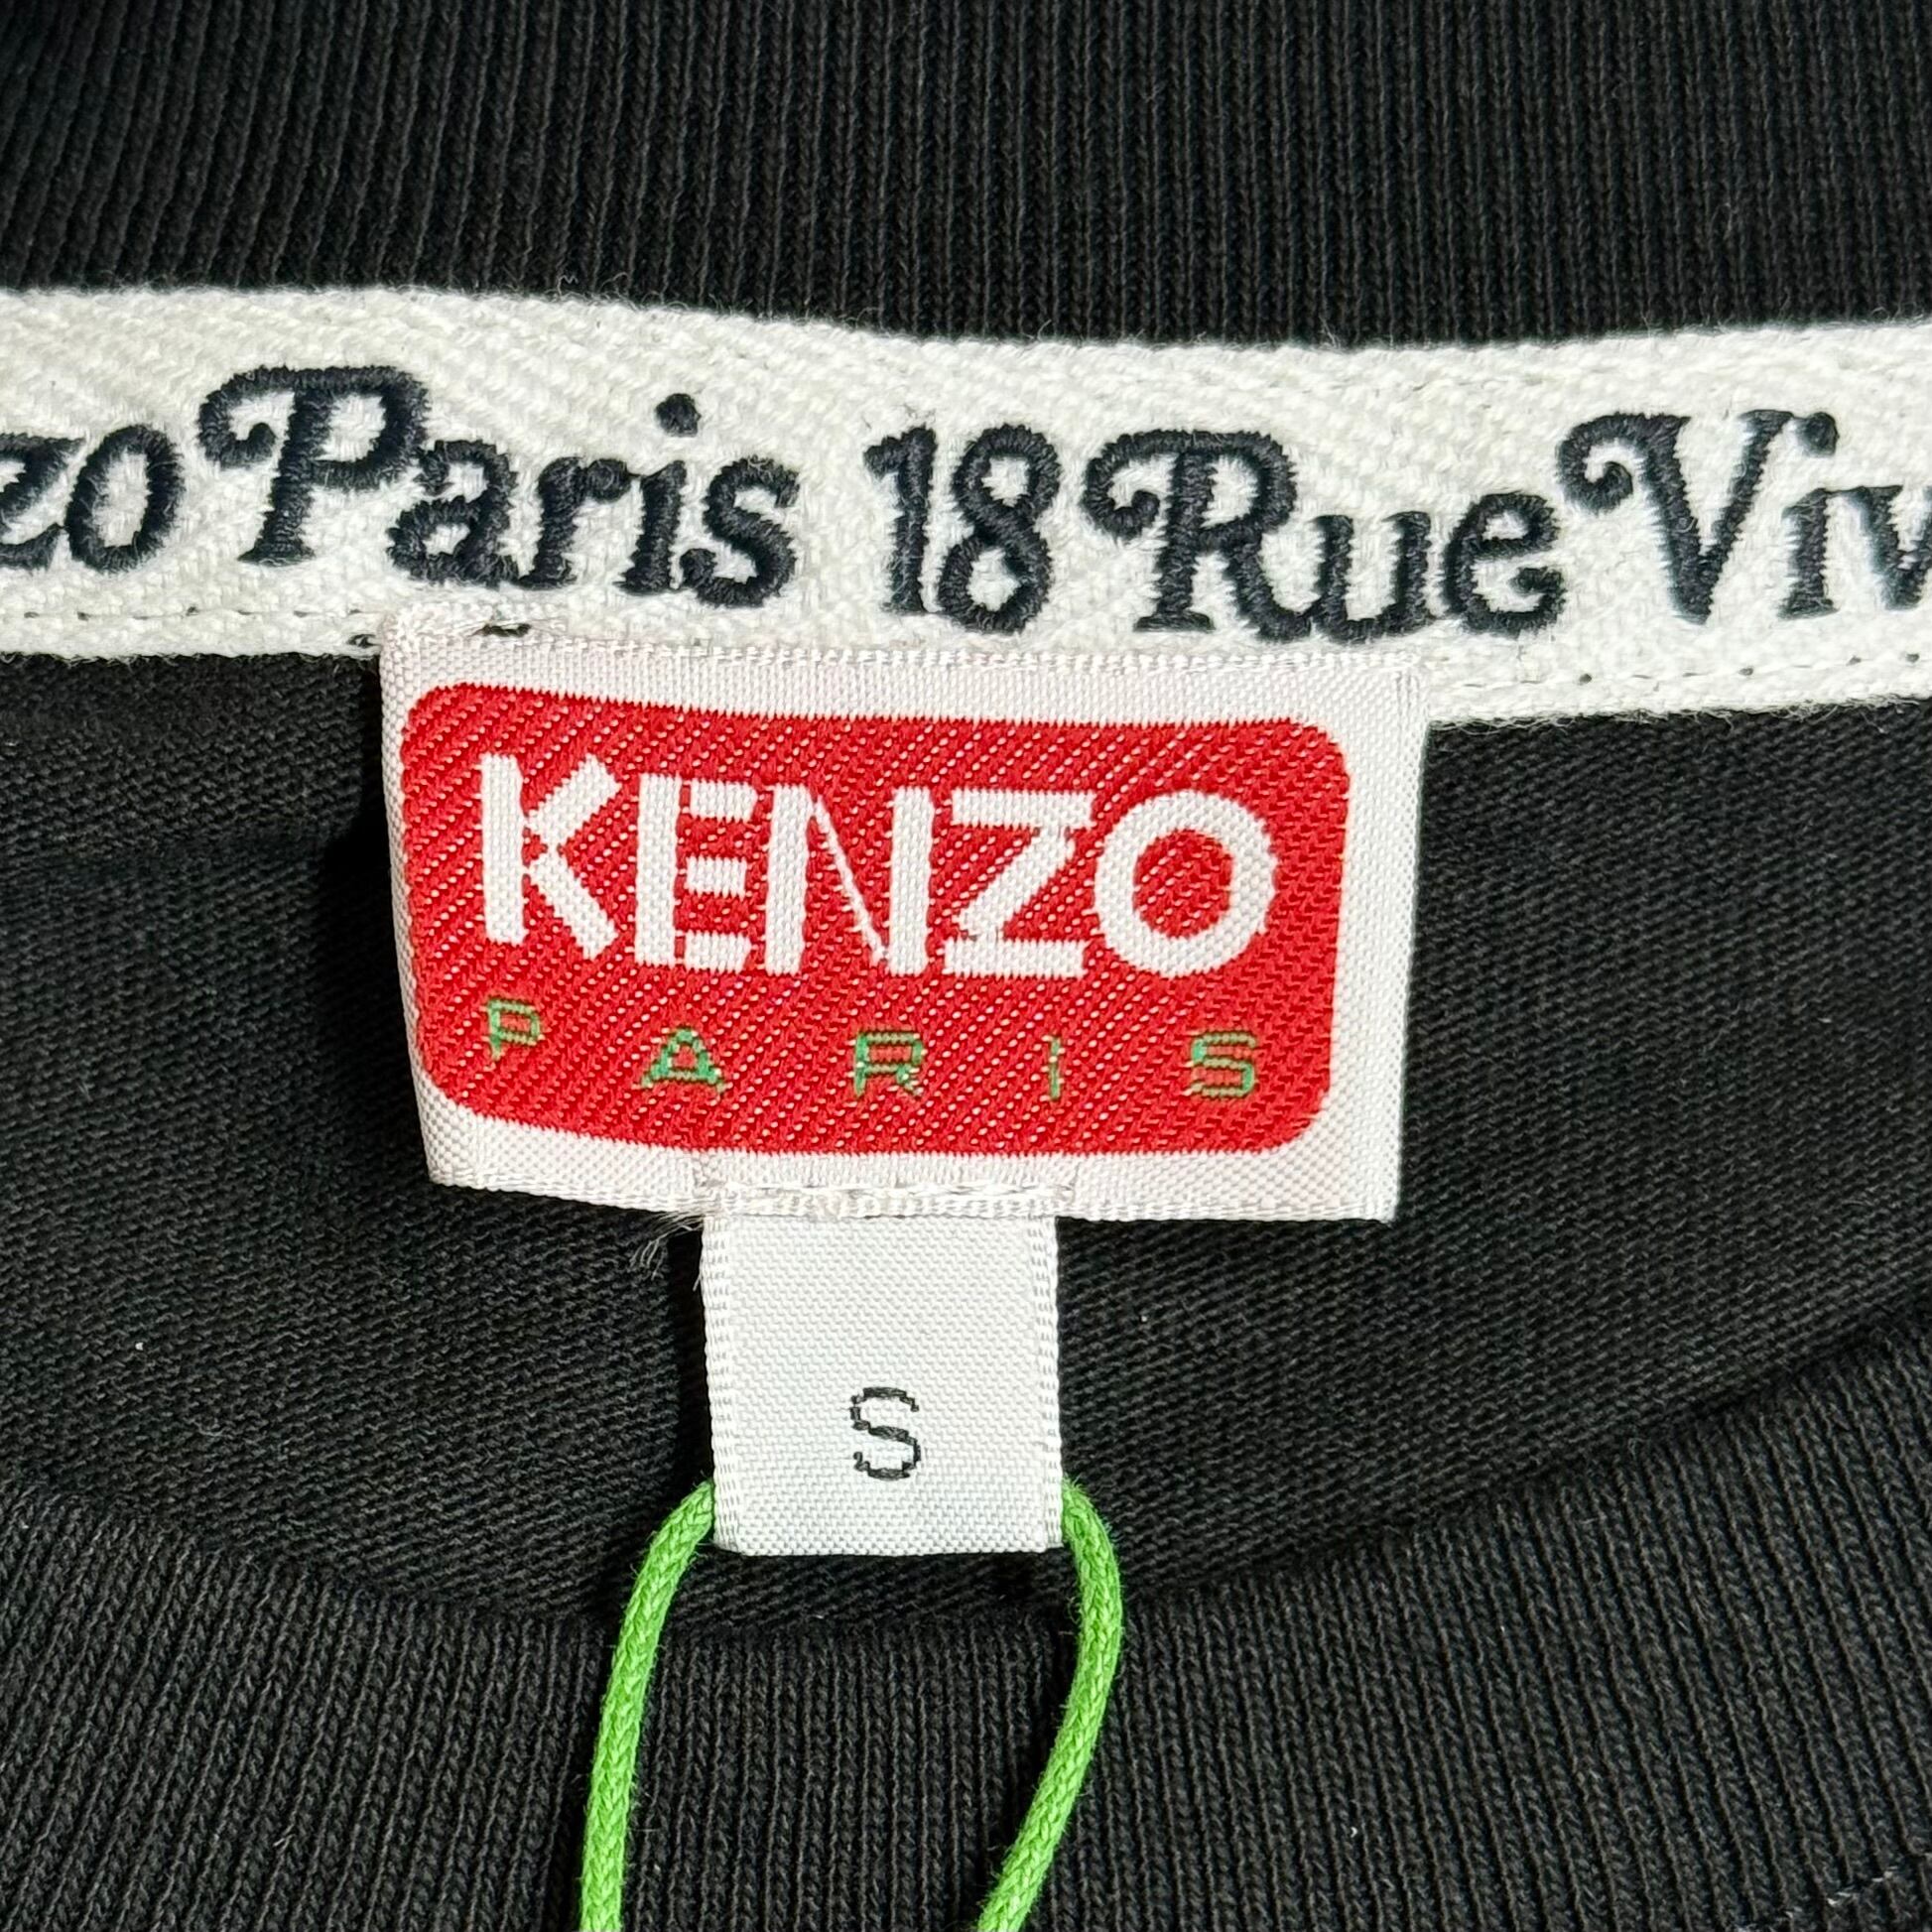 zo Paris 18 Rue Viv
KENZO
PARIS
S